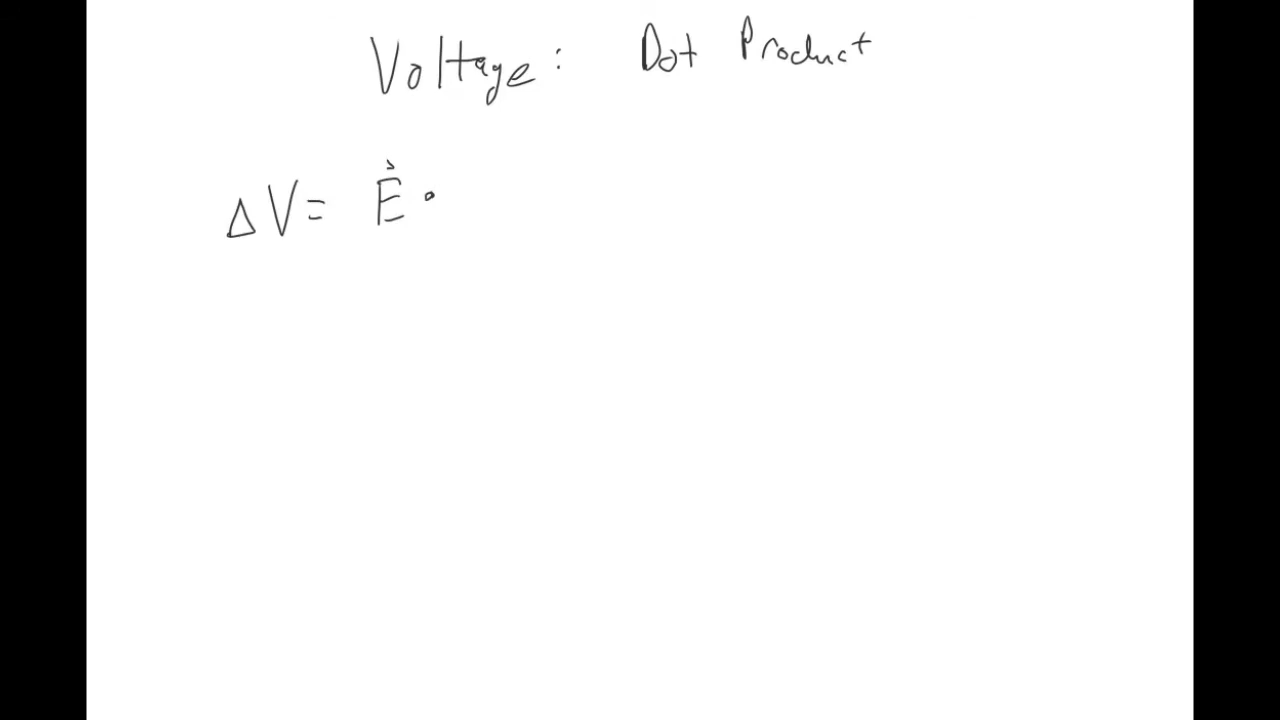 Voltage: Dot Product
ΔV = E⃗ •